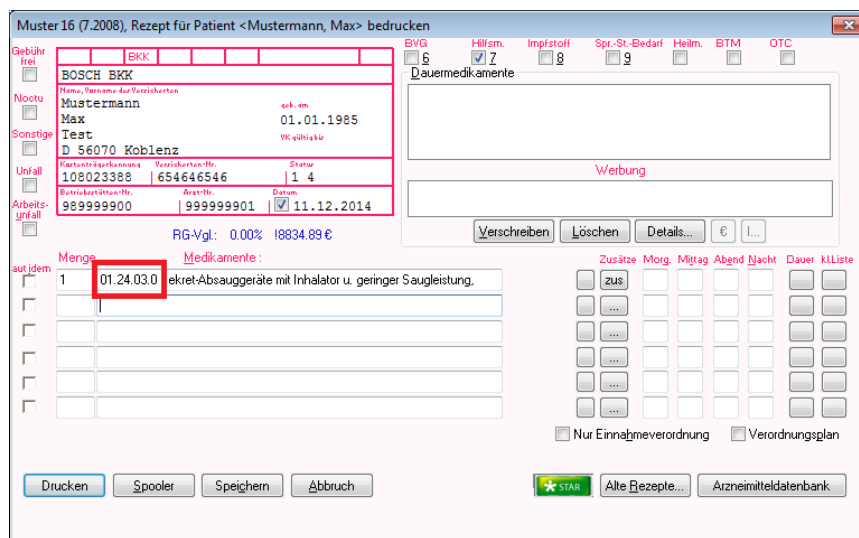 Muster 16 (7.2008), Rezept für Patient <Mustermann, Max> bedrucken
Gebühr frei
BKK
BVG
Hilfsm.
Impfstoff
Spr.-St.-Bedarf
Heilm.
BTM
OTC
6
7
8
9
BOSCH BKK
Dauermedikamente
Name, Vorname des Versicherten
Noctu
Mustermann
geb. am
Max
01.01.1985
Sonstige
Test
VK gültig bis
D 56070 Koblenz
Unfall
Kostenträgerkennung
Versicherten-Nr.
Status
108023388
654646546
1 4
Werbung
Betriebsstätten-Nr.
Arzt-Nr.
Datum
Arbeits-unfall
989999900
999999901
11.12.2014
RG-Vgl.: 0.00% !8834.89 €
Verschreiben
Löschen
Details...
€
I...
aut idem
Menge
Medikamente :
Zusätze
Morg.
Mittag
Abend
Nacht
Dauer
kl.Liste
1
01.24.03.0
ekret-Absauggeräte mit Inhalator u. geringer Saugleistung,
zus
...
...
...
...
...
Nur Einnahmeverordnung
Verordnungsplan
Drucken
Spooler
Speichern
Abbruch
STAR
Alte Rezepte...
Arzneimitteldatenbank